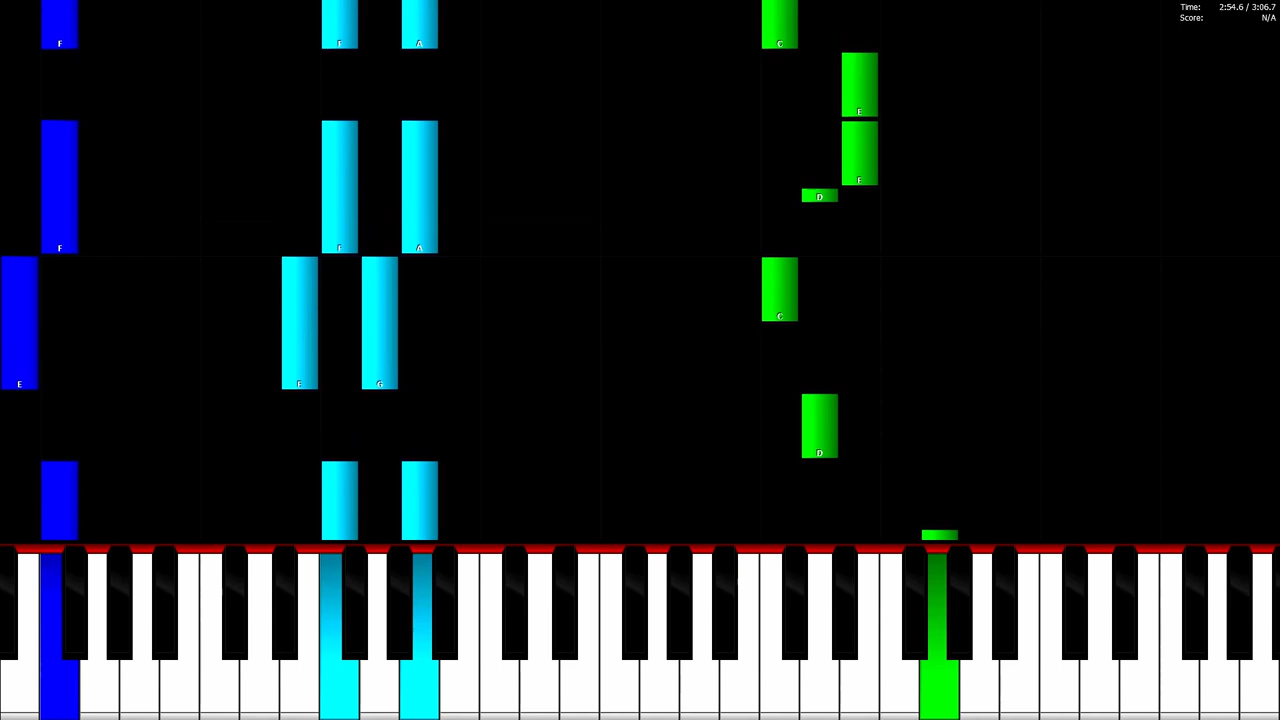 Time: 2:54.6 / 3:06.7
Score: N/A
F F A C
E
E
D
F F A
C
E E G
D